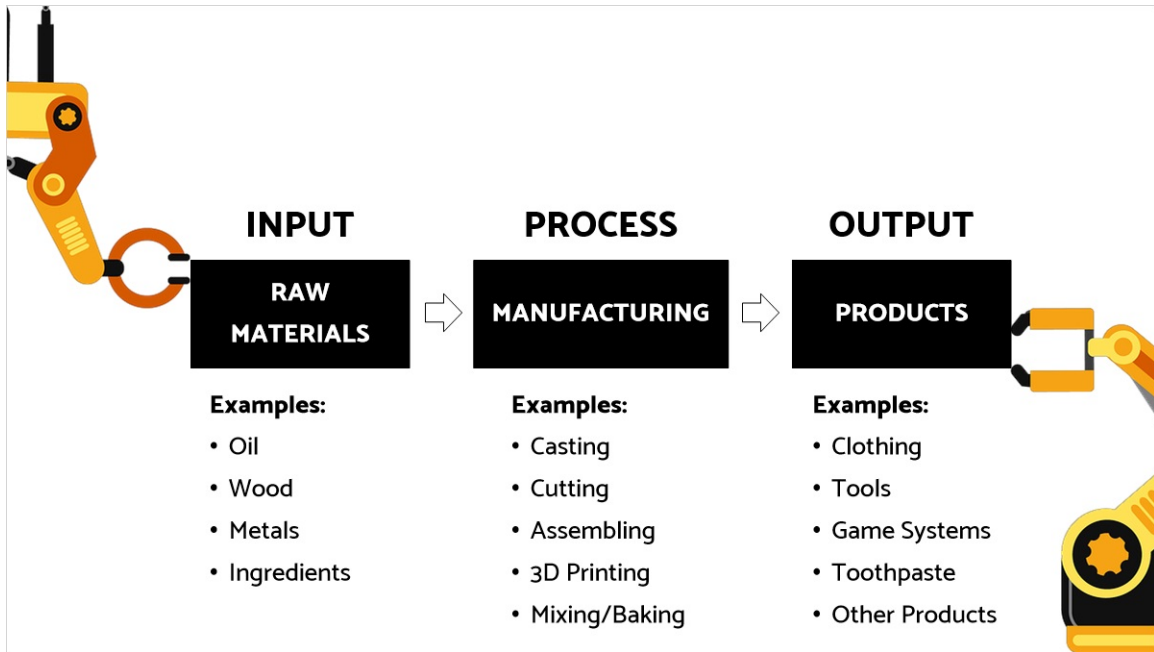 INPUT
RAW
MATERIALS
Examples:
• Oil
• Wood
• Metals
• Ingredients
PROCESS
MANUFACTURING
Examples:
• Casting
• Cutting
• Assembling
• 3D Printing
• Mixing/Baking
OUTPUT
PRODUCTS
Examples:
• Clothing
• Tools
• Game Systems
• Toothpaste
• Other Products